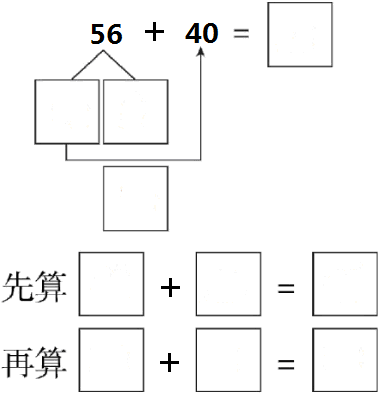 56 + 40 =
先算 + =
再算 + =